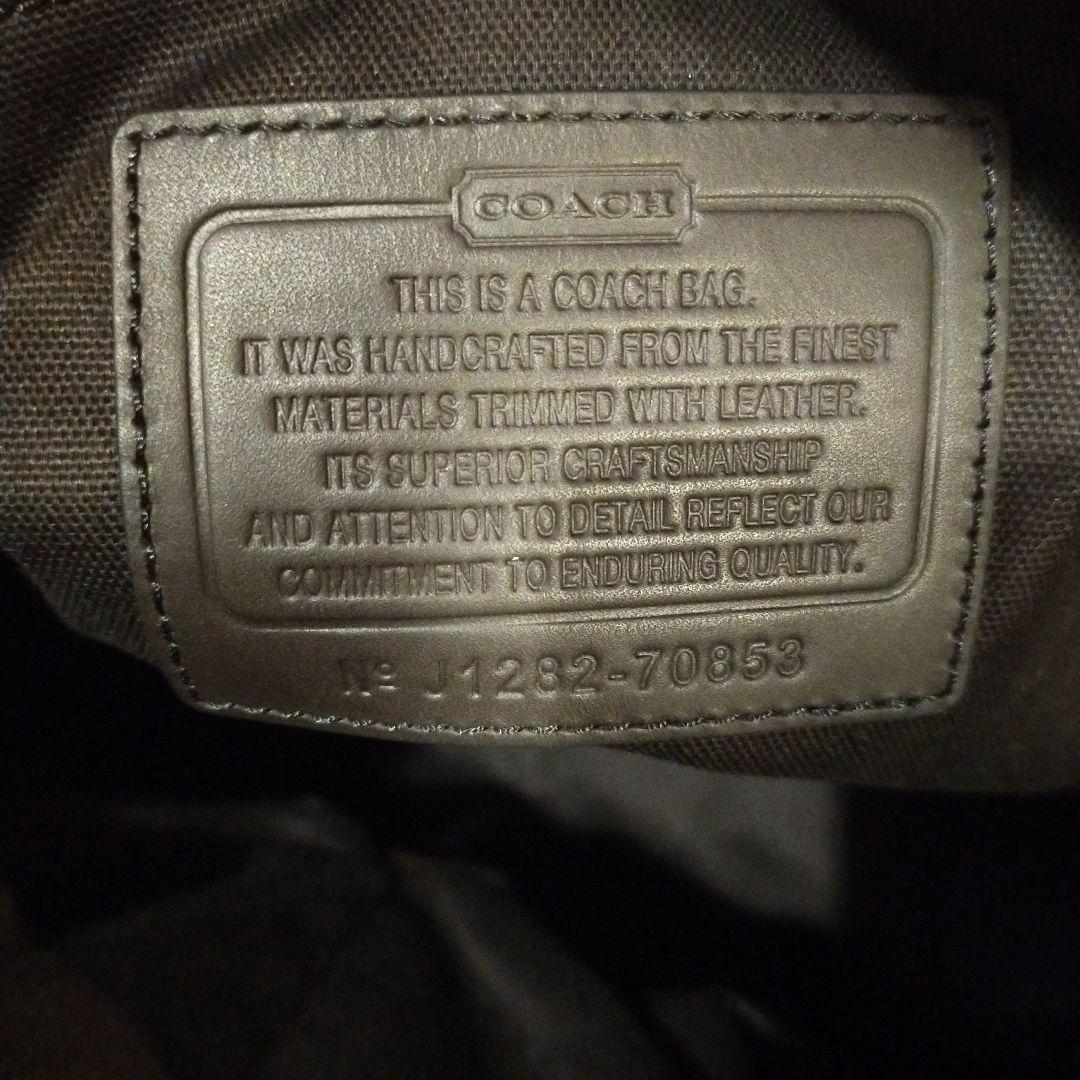 COACH
THIS IS A COACH BAG.
IT WAS HANDCRAFTED FROM THE FINEST
MATERIALS TRIMMED WITH LEATHER.
ITS SUPERIOR CRAFTSMANSHIP
AND ATTENTION TO DETAIL REFLECT OUR
COMMITMENT TO ENDURING QUALITY.
Nº J1282-70853